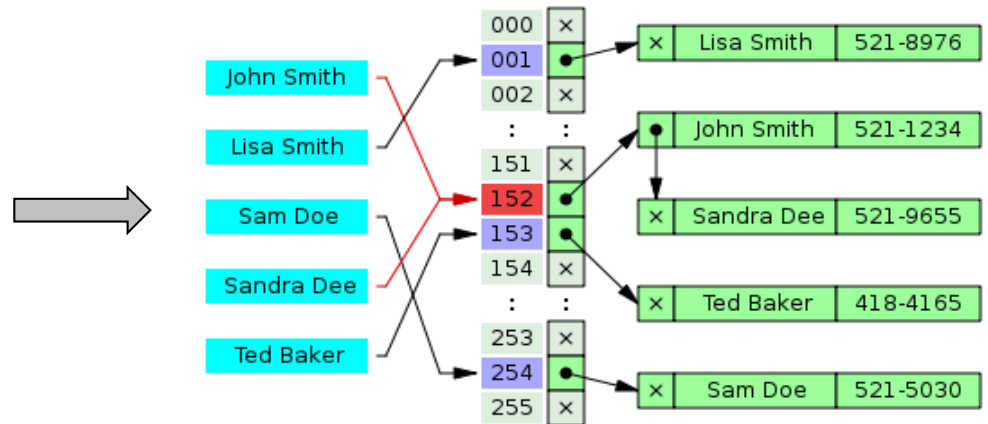 John Smith
Lisa Smith
Sam Doe
Sandra Dee
Ted Baker
000 ×
001
002 ×
: :
151 ×
152
153
154 ×
: :
253 ×
254
255 ×
× Lisa Smith 521-8976
John Smith 521-1234
× Sandra Dee 521-9655
× Ted Baker 418-4165
× Sam Doe 521-5030